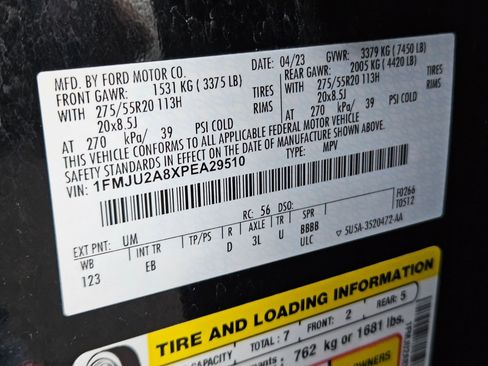 MFD. BY FORD MOTOR CO.
DATE: 04/23 GVWR: 3379 KG (7450 LB)
FRONT GAWR: 1531 KG (3375 LB) REAR GAWR: 2005 KG (4420 LB)
WITH 275/55R20 113H TIRES WITH 275/55R20 113H TIRES
20x8.5J RIMS 20x8.5J RIMS
AT 270 kPa/ 39 PSI COLD AT 270 kPa/ 39 PSI COLD
THIS VEHICLE CONFORMS TO ALL APPLICABLE FEDERAL MOTOR VEHICLE
SAFETY STANDARDS IN EFFECT ON THE DATE OF MANUFACTURE SHOWN ABOVE.
VIN: 1FMJU2A8XPEA29510 TYPE: MPV
F0266
T0512
EXT PNT: UM RC: 56 DSO:
WB INT TR TP/PS R AXLE TR SPR
123 EB D 3L U BBBB
ULC 5USA-3520472-AA
TIRE AND LOADING INFORMATION
CAPACITY TOTAL: 7 FRONT: 2 REAR: 5
762 kg or 1681 lbs.
OWNERS